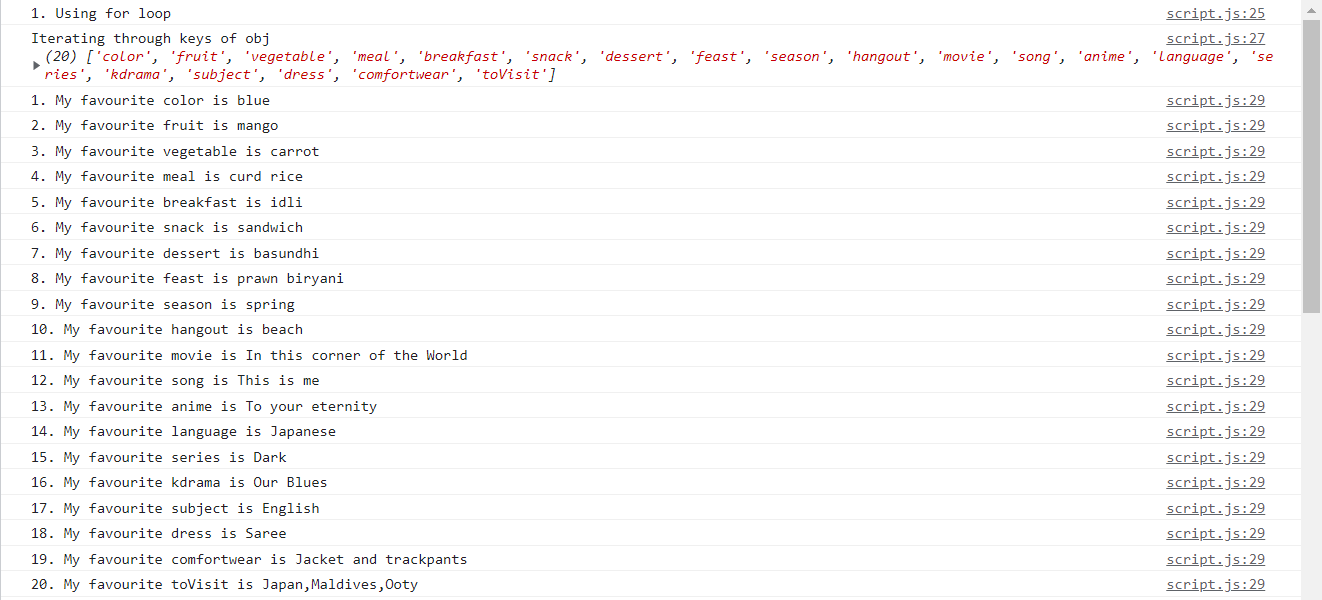 1. Using for loop script.js:25
Iterating through keys of obj script.js:27
(20) ['color', 'fruit', 'vegetable', 'meal', 'breakfast', 'snack', 'dessert', 'feast', 'season', 'hangout', 'movie', 'song', 'anime', 'language', 'se
ries', 'kdrama', 'subject', 'dress', 'comfortwear', 'toVisit']
1. My favourite color is blue script.js:29
2. My favourite fruit is mango script.js:29
3. My favourite vegetable is carrot script.js:29
4. My favourite meal is curd rice script.js:29
5. My favourite breakfast is idli script.js:29
6. My favourite snack is sandwich script.js:29
7. My favourite dessert is basundhi script.js:29
8. My favourite feast is prawn biryani script.js:29
9. My favourite season is spring script.js:29
10. My favourite hangout is beach script.js:29
11. My favourite movie is In this corner of the World script.js:29
12. My favourite song is This is me script.js:29
13. My favourite anime is To your eternity script.js:29
14. My favourite language is Japanese script.js:29
15. My favourite series is Dark script.js:29
16. My favourite kdrama is Our Blues script.js:29
17. My favourite subject is English script.js:29
18. My favourite dress is Saree script.js:29
19. My favourite comfortwear is Jacket and trackpants script.js:29
20. My favourite toVisit is Japan,Maldives,Ooty script.js:29